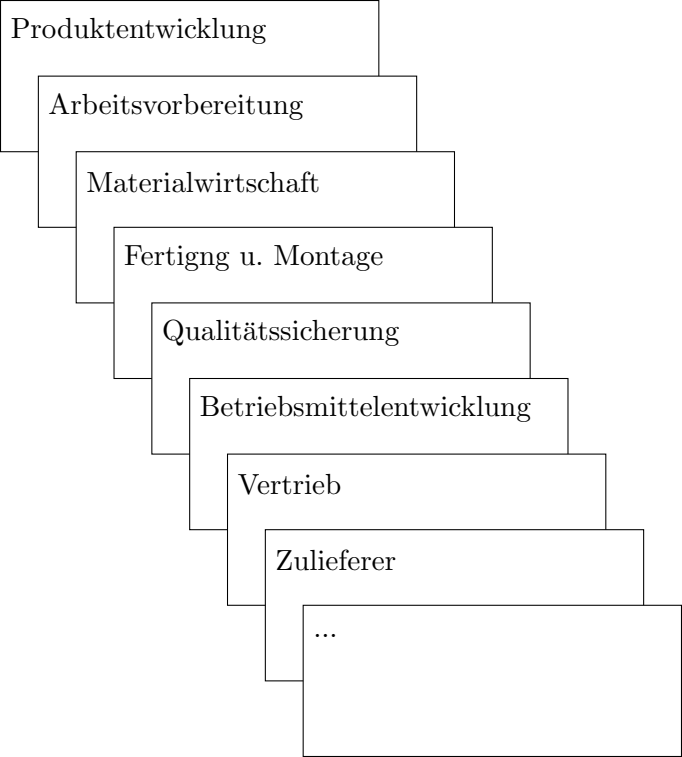 Produktentwicklung
Arbeitsvorbereitung
Materialwirtschaft
Fertigng u. Montage
Qualitätssicherung
Betriebsmittelentwicklung
Vertrieb
Zulieferer
...